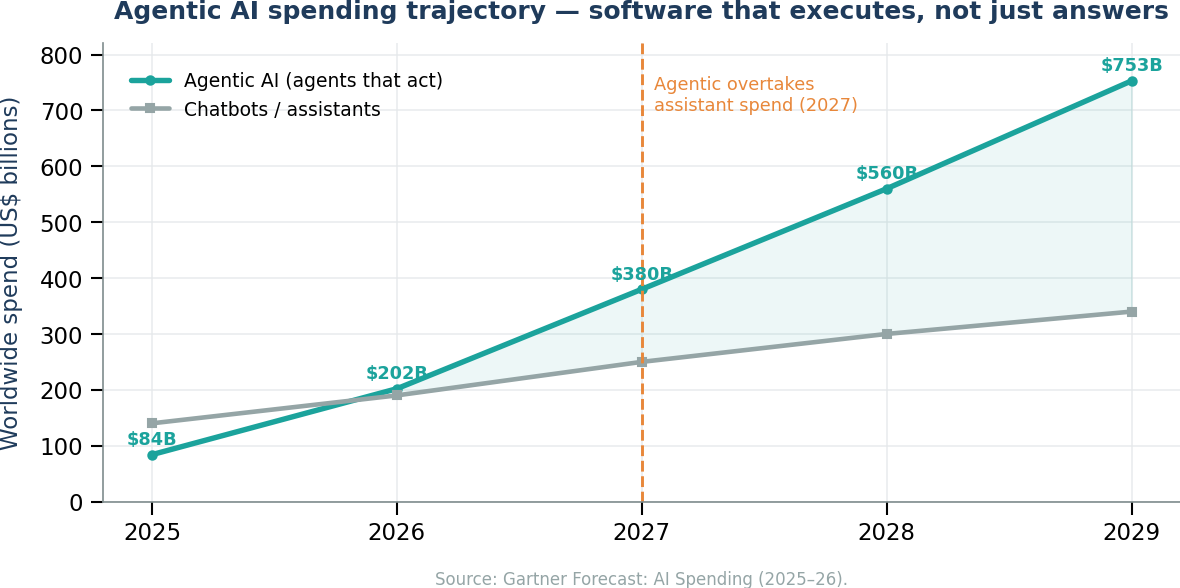 Agentic AI spending trajectory — software that executes, not just answers
Worldwide spend (US$ billions)
800
700
600
500
400
300
200
100
0
Agentic AI (agents that act)
Chatbots / assistants
Agentic overtakes
assistant spend (2027)
$84B
$202B
$380B
$560B
$753B
2025
2026
2027
2028
2029
Source: Gartner Forecast: AI Spending (2025–26).